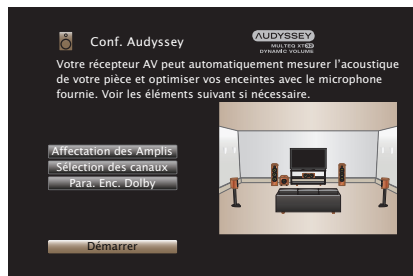 Conf. Audyssey
AUDYSSEY
MULTEQ XT32
DYNAMIC VOLUME
Votre récepteur AV peut automatiquement mesurer l'acoustique
de votre pièce et optimiser vos enceintes avec le microphone
fournie. Voir les éléments suivant si nécessaire.
Affectation des Amplis
Sélection des canaux
Para. Enc. Dolby
Démarrer